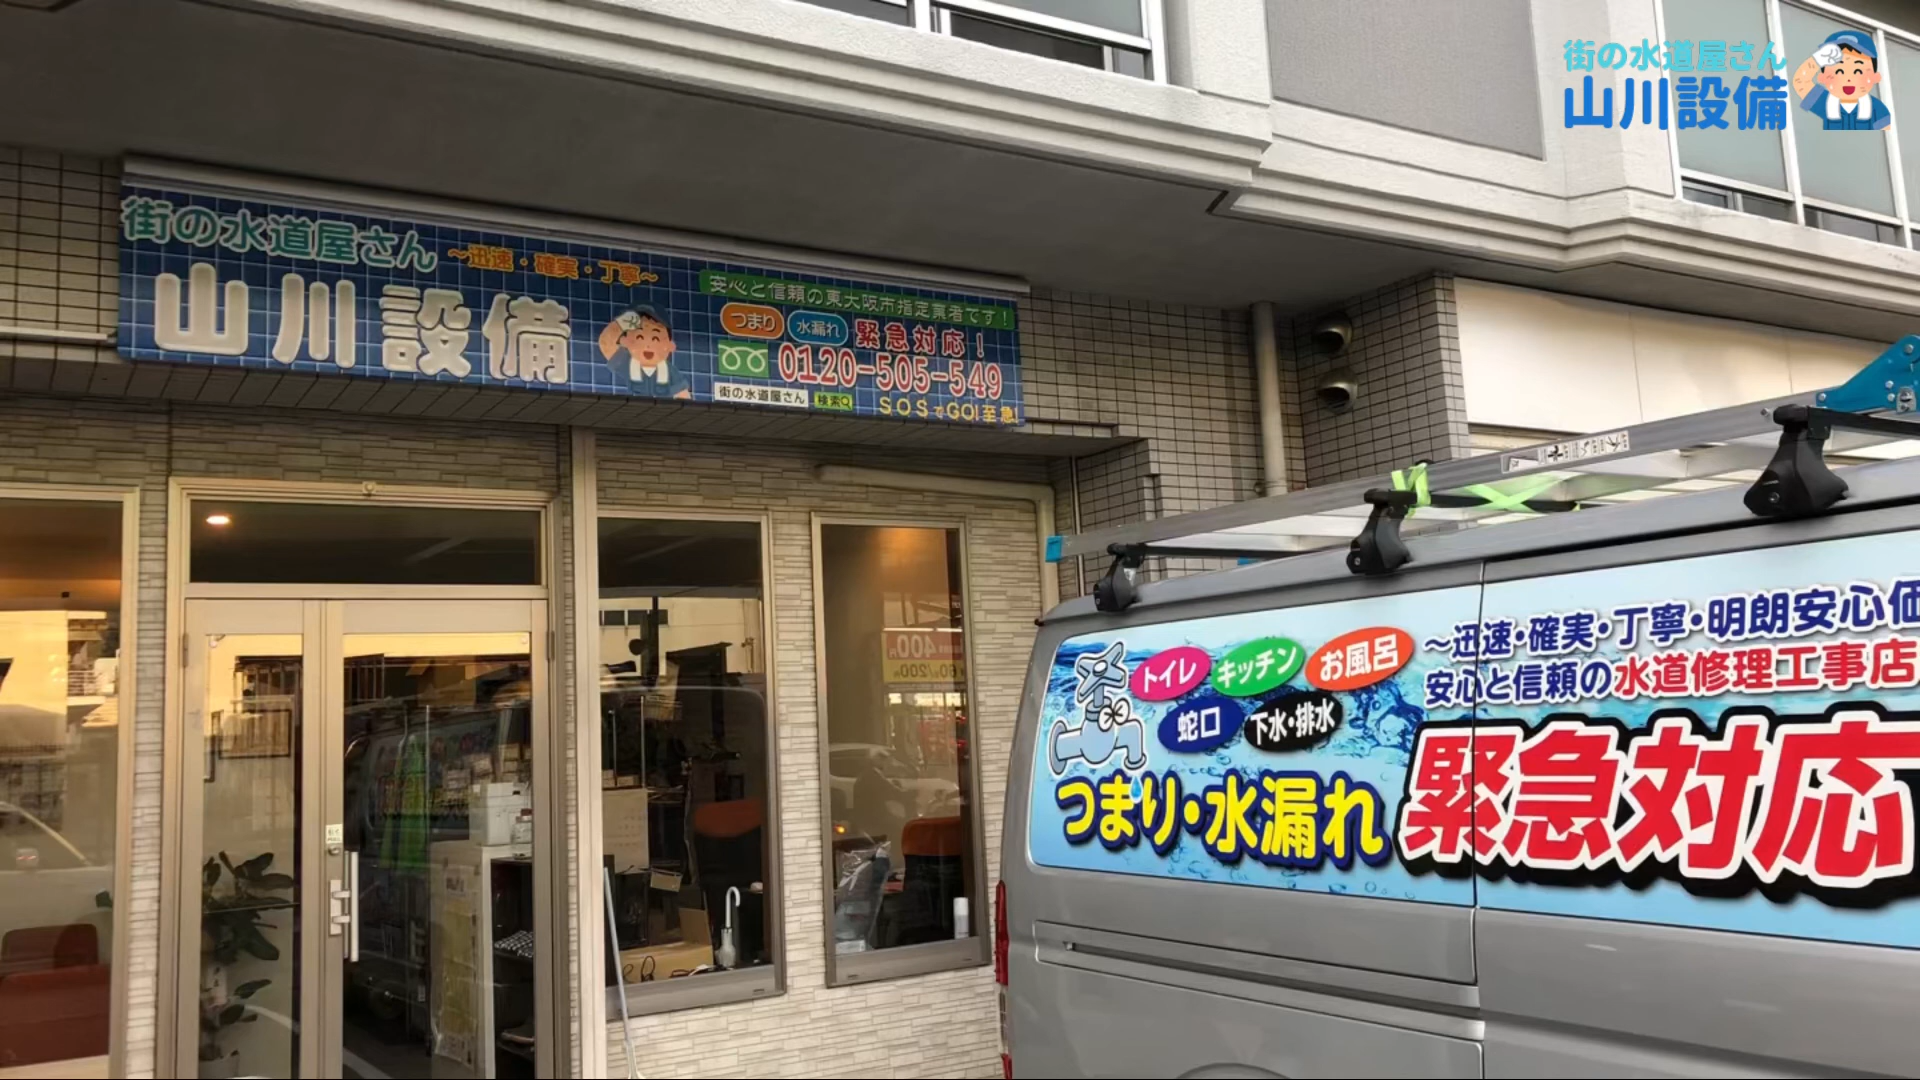 街の水道屋さん
山川設備
街の水道屋さん
～迅速・確実・丁寧～
山川設備
安心と信頼の東大阪市指定業者です！
つまり 水漏れ 緊急対応！
0120-505-549
街の水道屋さん 検索
SOSでGO!至急!
400円
トイレ キッチン お風呂
蛇口 下水・排水
つまり・水漏れ
～迅速・確実・丁寧・明朗安心価
安心と信頼の水道修理工事店
緊急対応